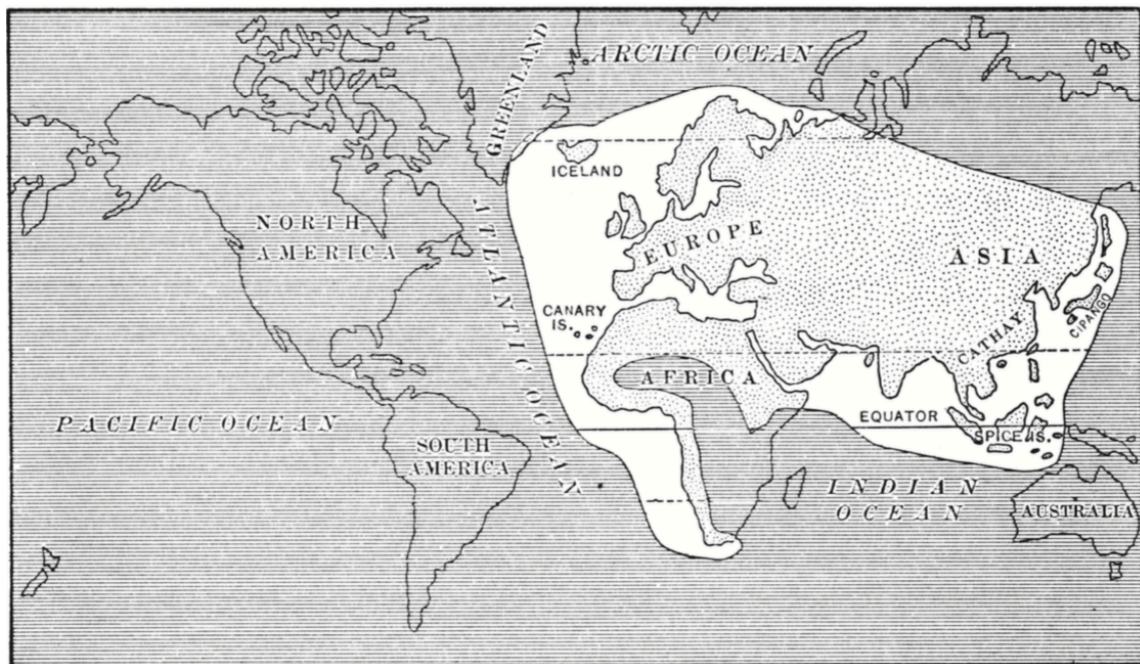 GREENLAND
ARCTIC OCEAN
ICELAND
NORTH
AMERICA
ATLANTIC OCEAN
EUROPE
ASIA
CANARY
IS.
CIPANGO
CATHAY
AFRICA
PACIFIC OCEAN
EQUATOR
SOUTH
AMERICA
SPICE IS.
INDIAN
OCEAN
AUSTRALIA